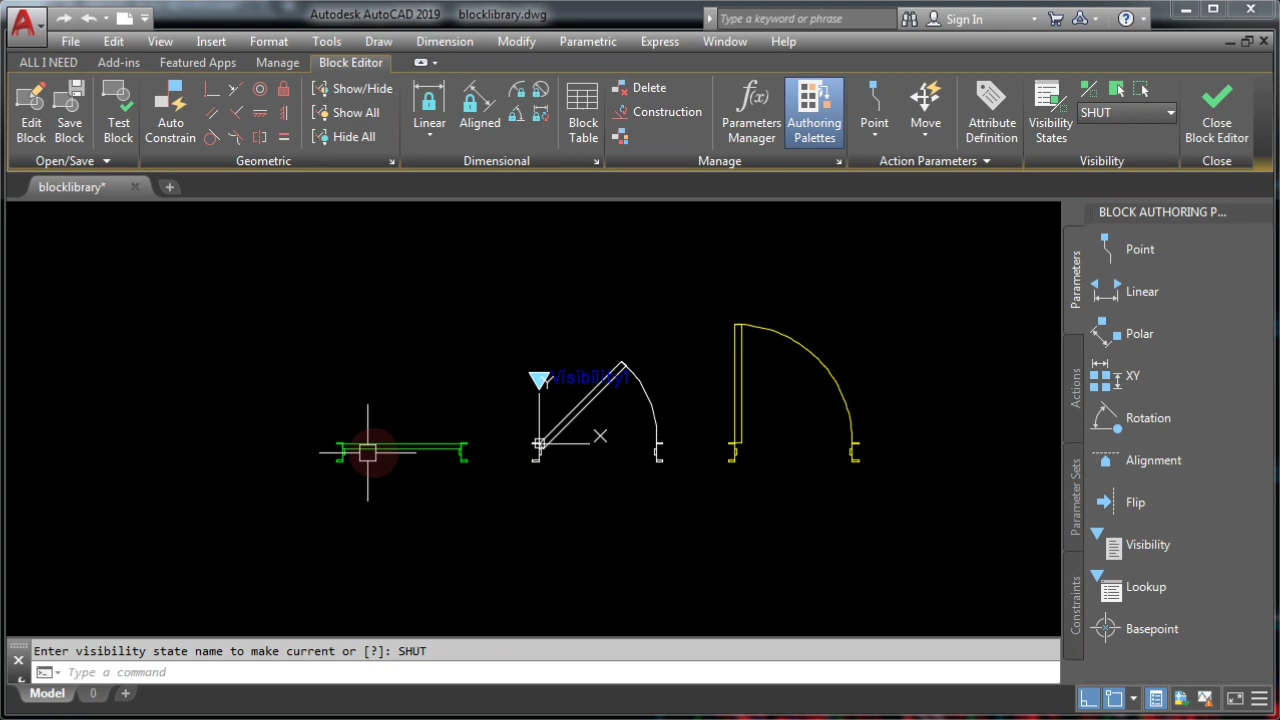 Autodesk AutoCAD 2019 blocklibrary.dwg Type a keyword or phrase Sign In
File Edit View Insert Format Tools Draw Dimension Modify Parametric Express Window Help
ALL I NEED Add-ins Featured Apps Manage Block Editor
Edit Block
Save Block
Test Block
Auto Constrain
Show/Hide
Show All
Hide All
Linear
Aligned
Block Table
Delete
Construction
Parameters Manager
Authoring Palettes
Point
Move
Attribute Definition
Visibility States
SHUT
Close Block Editor
Open/Save Geometric Dimensional Manage Action Parameters Visibility Close
blocklibrary*
Visibility1
Y
BLOCK AUTHORING P...
Parameters
Actions
Parameter Sets
Constraints
Point
Linear
Polar
XY
Rotation
Alignment
Flip
Visibility
Lookup
Basepoint
Enter visibility state name to make current or [?]: SHUT
Type a command
Model 0